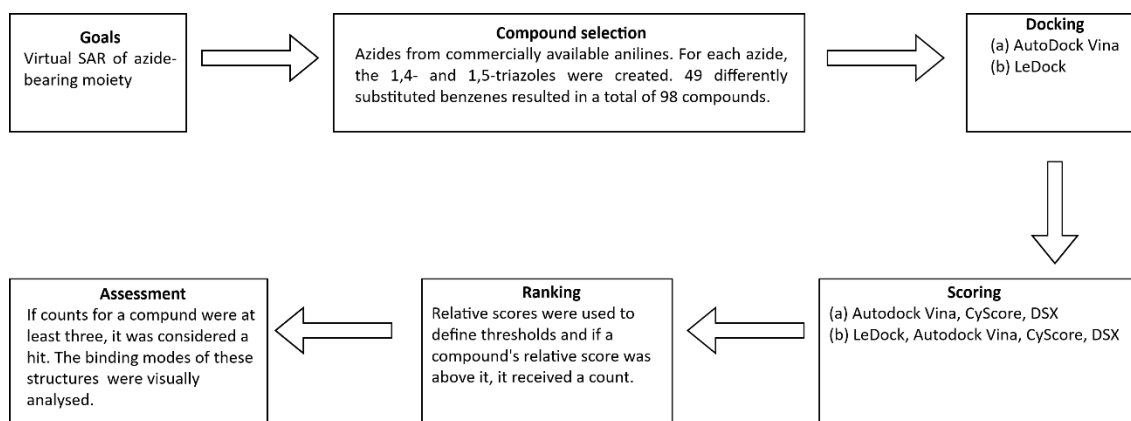 Goals
Virtual SAR of azide-
bearing moiety
Compound selection
Azides from commercially available anilines. For each azide,
the 1,4- and 1,5-triazoles were created. 49 differently
substituted benzenes resulted in a total of 98 compounds.
Docking
(a) AutoDock Vina
(b) LeDock
Scoring
(a) Autodock Vina, CyScore, DSX
(b) LeDock, Autodock Vina, CyScore, DSX
Ranking
Relative scores were used to
define thresholds and if a
compound's relative score was
above it, it received a count.
Assessment
If counts for a compund were at
least three, it was considered a
hit. The binding modes of these
structures were visually
analysed.